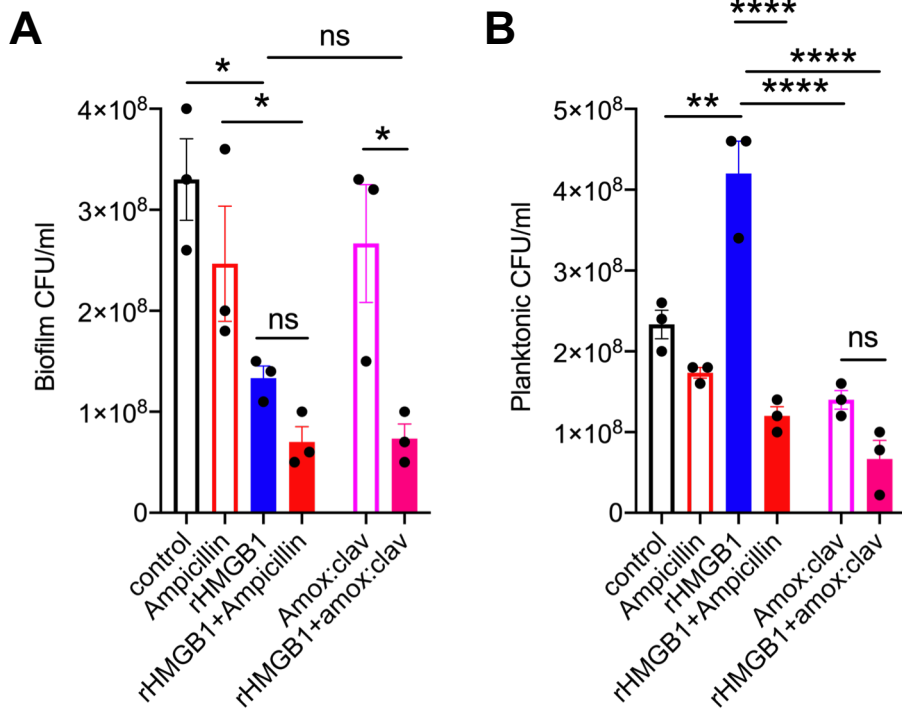 A
ns
*
*
*
ns
4×10⁸
3×10⁸
2×10⁸
1×10⁸
0
Biofilm CFU/ml
control
Ampicillin
rHMGB1
rHMGB1+Ampicillin
Amox:clav
rHMGB1+amox:clav
B
****
****
****
**
ns
5×10⁸
4×10⁸
3×10⁸
2×10⁸
1×10⁸
0
Planktonic CFU/ml
control
Ampicillin
rHMGB1
rHMGB1+Ampicillin
Amox:clav
rHMGB1+amox:clav